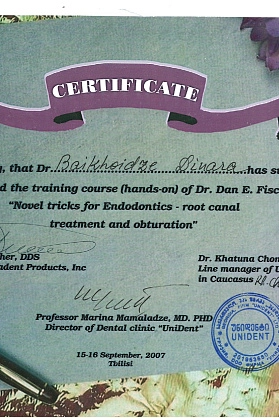 CERTIFICATE
, that Dr. Baikhoidze Dinara has su
d the training course (hands-on) of Dr. Dan E. Fisc
"Novel tricks for Endodontics - root canal
treatment and obturation"
her, DDS
adent Products, Inc
Dr. Khatuna Chon
Line manager of U
in Caucasus
Professor Marina Mamaladze, MD. PHD
Director of Dental clinic "UniDent"
UNIDENT
15-16 September, 2007
Tbilisi